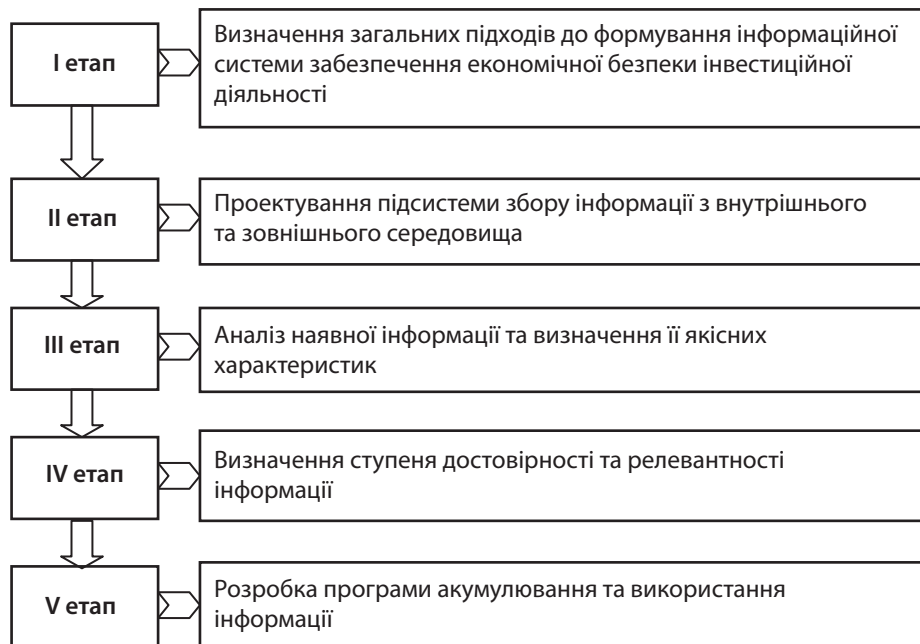 І етап
Визначення загальних підходів до формування інформаційної
системи забезпечення економічної безпеки інвестиційної
діяльності
ІІ етап
Проектування підсистеми збору інформації з внутрішнього
та зовнішнього середовища
ІІІ етап
Аналіз наявної інформації та визначення її якісних
характеристик
IV етап
Визначення ступеня достовірності та релевантності
інформації
V етап
Розробка програми акумулювання та використання
інформації